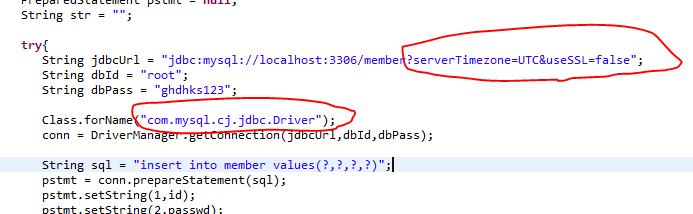 PreparedStatement pstmt = null;
String str = "";
try{
String jdbcUrl = "jdbc:mysql://localhost:3306/member?serverTimezone=UTC&useSSL=false";
String dbId = "root";
String dbPass = "ghdhks123";
Class.forName("com.mysql.cj.jdbc.Driver");
conn = DriverManager.getConnection(jdbcUrl,dbId,dbPass);
String sql = "insert into member values(?,?,?,?)";
pstmt = conn.prepareStatement(sql);
pstmt.setString(1,id);
pstmt.setString(2,passwd);